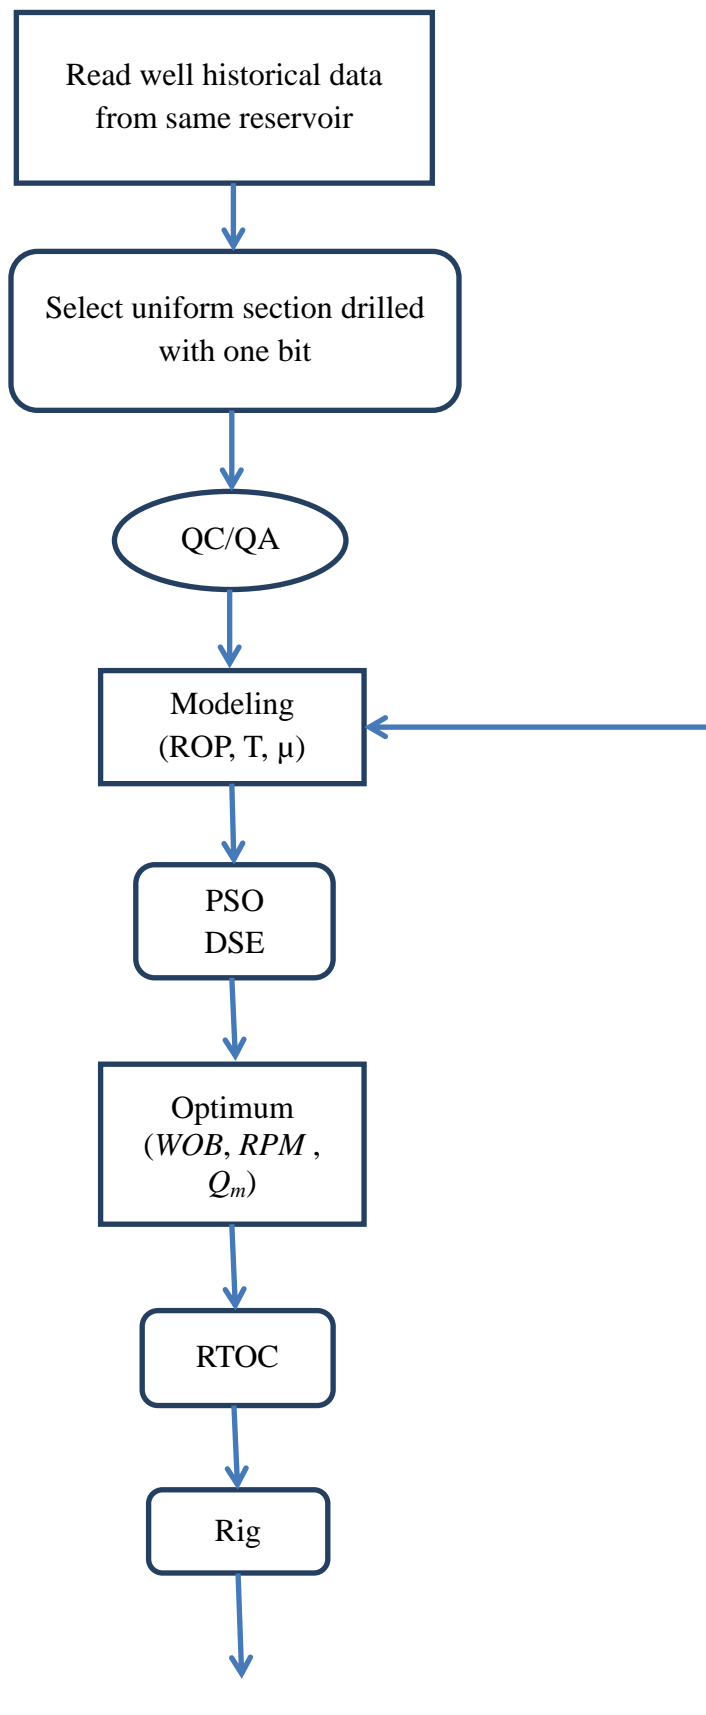 Read well historical data
from same reservoir
Select uniform section drilled
with one bit
QC/QA
Modeling
(ROP, T, µ)
PSO
DSE
Optimum
(WOB, RPM ,
Qm)
RTOC
Rig